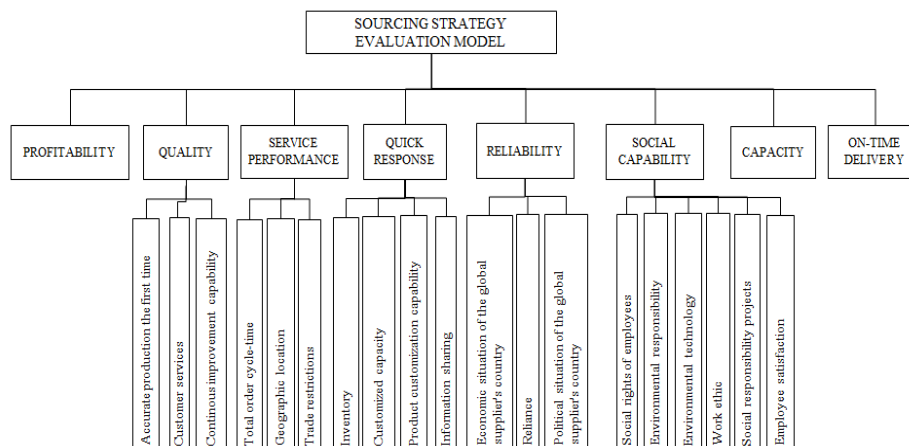 SOURCING STRATEGY
EVALUATION MODEL
PROFITABILITY
QUALITY
SERVICE
PERFORMANCE
QUICK
RESPONSE
RELIABILITY
SOCIAL
CAPABILITY
CAPACITY
ON-TIME
DELIVERY
Accurate production the first time
Customer services
Continous improvement capability
Total order cycle-time
Geographic location
Trade restrictions
Inventory
Customized capacity
Product customization capability
Information sharing
Economic situation of the global
supplier's country
Reliance
Political situation of the global
supplier's country
Social rights of employees
Environmental responsibility
Environmental technology
Work ethic
Social responsibility projects
Employee satisfaction